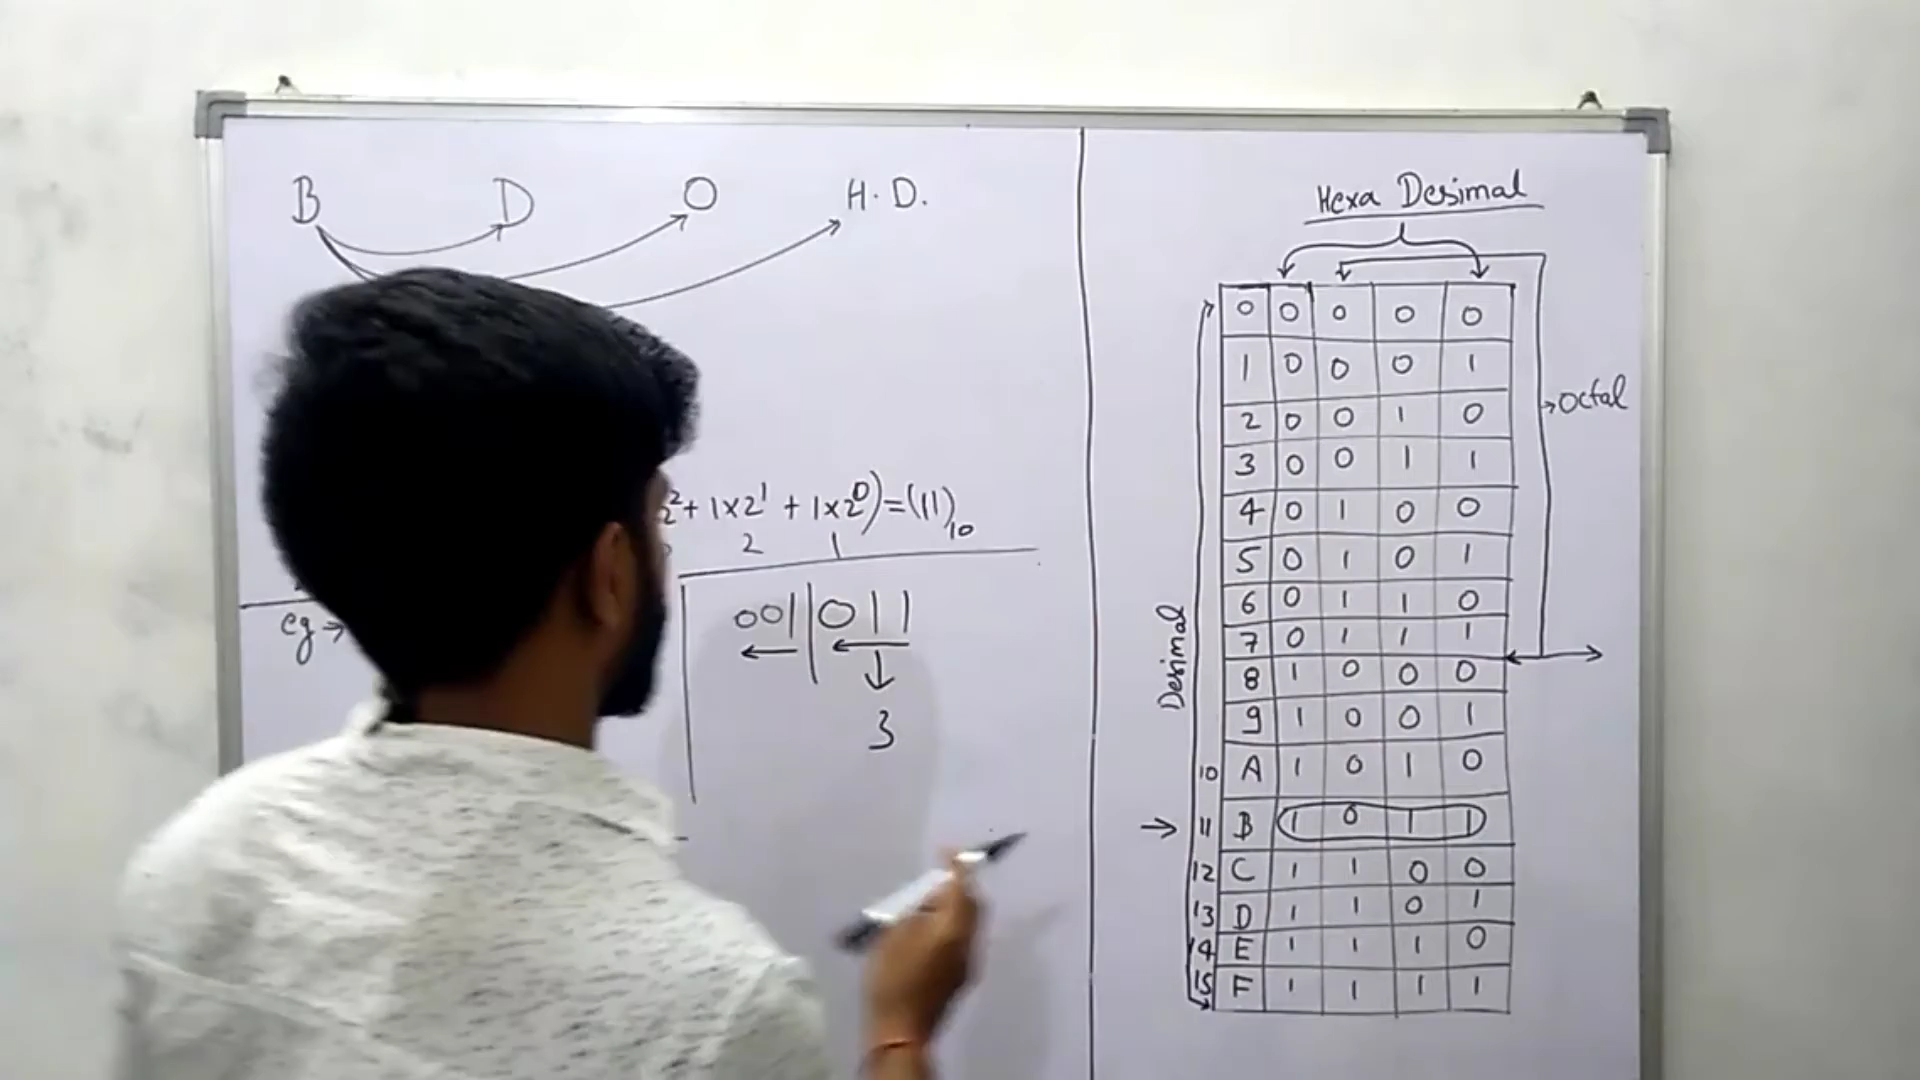 B D O H.D.
2² + 1x2¹ + 1x2⁰) = (11)₁₀
2 1
eg →
001|011
3
Hexa Desimal
Octal
Desimal
0 0 0 0 0
1 0 0 0 1
2 0 0 1 0
3 0 0 1 1
4 0 1 0 0
5 0 1 0 1
6 0 1 1 0
7 0 1 1 1
8 1 0 0 0
9 1 0 0 1
10 A 1 0 1 0
→ 11 B 1 0 1 1
12 C 1 1 0 0
13 D 1 1 0 1
14 E 1 1 1 0
15 F 1 1 1 1